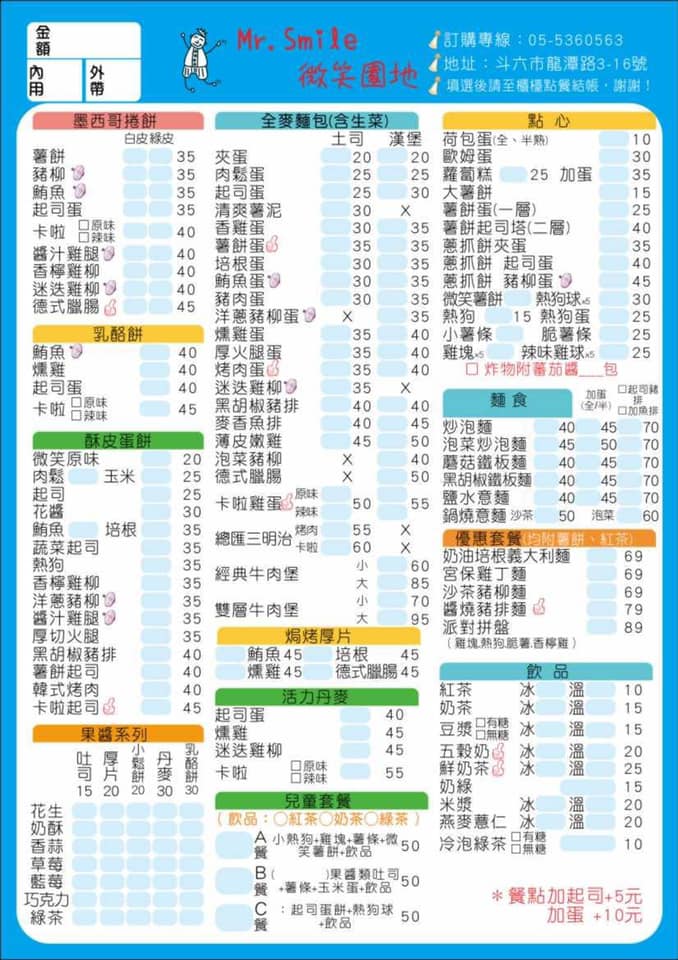 金額
內用
外帶
Mr.Smile
微笑園地
訂購專線：05-5360563
地址：斗六市龍潭路3-16號
填選後請至櫃檯點餐結帳，謝謝！
墨西哥捲餅
白皮 綠皮
薯餅 35
豬柳 35
鮪魚 35
起司蛋 35
卡啦 □原味 □辣味 40
醬汁雞腿 40
香檸雞柳 40
迷迭雞柳 40
德式臘腸 45
乳酪餅
鮪魚 40
燻雞 40
起司蛋 40
卡啦 □原味 □辣味 45
酥皮蛋餅
微笑原味 20
肉鬆 玉米 25
起司 25
花醬 30
鮪魚 培根 35
蔬菜起司 35
熱狗 35
香檸雞柳 35
洋蔥豬柳 35
醬汁雞腿 35
厚切火腿 35
黑胡椒豬排 40
薯餅起司 40
韓式烤肉 40
卡啦起司 45
果醬系列
吐司 15 厚片 20 小鬆餅 20 丹麥 30 乳酪餅 30
花生
奶酥
香蒜
草莓
藍莓
巧克力
綠茶
全麥麵包(含生菜)
土司 漢堡
夾蛋 20 20
肉鬆蛋 25 25
起司蛋 25 30
清爽薯泥 30 X
香雞蛋 30 35
薯餅蛋 35 35
培根蛋 30 35
鮪魚蛋 30 35
豬肉蛋 30 35
洋蔥豬柳蛋 X 35
燻雞蛋 35 40
厚火腿蛋 35 40
烤肉蛋 35 40
迷迭雞柳 35 X
黑胡椒豬排 40 40
麥香魚排 40 45
薄皮嫩雞 45 50
泡菜豬柳 X 40
德式臘腸 X 50
卡啦雞蛋 原味 辣味 50 55
總匯三明治 烤肉 55 X
卡啦 60 X
經典牛肉堡 小 60
大 85
雙層牛肉堡 小 70
大 95
焗烤厚片
鮪魚 45 培根 45
燻雞 45 德式臘腸 45
活力丹麥
起司蛋 40
燻雞 45
迷迭雞柳 45
卡啦 □原味 □辣味 55
兒童套餐
(飲品：○紅茶○奶茶○綠茶)
A餐 小熱狗+雞塊+薯條+微笑薯餅+飲品 50
B餐 ( )果醬類吐司+薯條+玉米蛋+飲品 50
C餐 ：起司蛋餅+熱狗球+飲品 50
點心
荷包蛋(全、半熟) 10
歐姆蛋 30
蘿蔔糕 25 加蛋 35
大薯餅 15
薯餅蛋(一層) 25
薯餅起司塔(二層) 40
蔥抓餅夾蛋 35
蔥抓餅 起司蛋 40
蔥抓餅 豬柳蛋 45
微笑薯餅 熱狗球x5 30
熱狗 15 熱狗蛋 25
小薯條 脆薯條 25
雞塊x5 辣味雞球x5 25
□ 炸物附蕃茄醬___包
麵食
加蛋(全/半) □起司豬排 □加魚排
炒泡麵 40 45 70
泡菜炒泡麵 45 50 70
蘑菇鐵板麵 40 45 70
黑胡椒鐵板麵 40 45 70
鹽水意麵 40 45 70
鍋燒意麵 沙茶 50 泡菜 60
優惠套餐(均附薯餅、紅茶)
奶油培根義大利麵 69
宮保雞丁麵 69
沙茶豬柳麵 69
醬燒豬排麵 79
派對拼盤 89
(雞塊.熱狗.脆薯.香檸雞)
飲品
紅茶 冰 溫 10
奶茶 冰 溫 15
豆漿 □有糖 □無糖 冰 溫 15
五穀奶 冰 溫 20
鮮奶茶 冰 溫 25
奶綠 15
米漿 冰 溫 15
燕麥薏仁 冰 溫 20
冷泡綠茶 □有糖 □無糖 10
＊餐點加起司+5元
加蛋 +10元